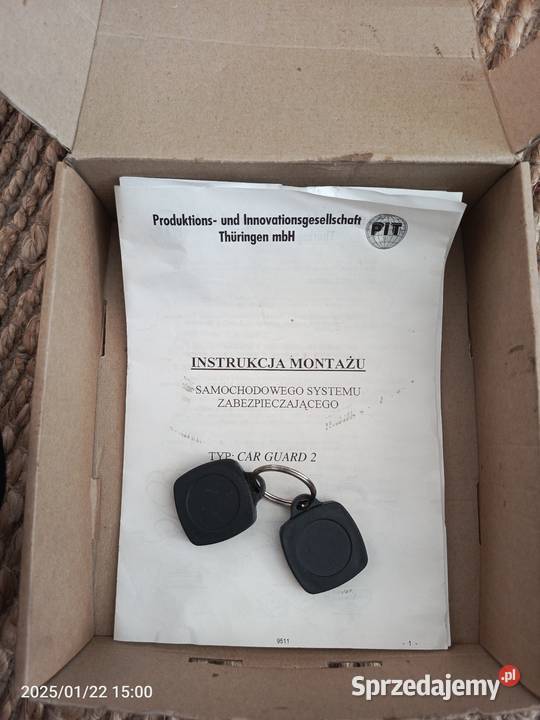 Produktions- und Innovationsgesellschaft
Thüringen mbH
PIT
INSTRUKCJA MONTAŻU
SAMOCHODOWEGO SYSTEMU
ZABEZPIECZAJĄCEGO
TYP: CAR GUARD 2
9511
- 1 -
2025/01/22 15:00
Sprzedajemy.pl